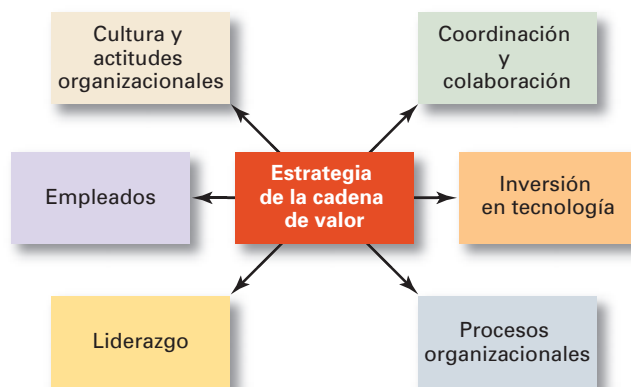 Cultura y
actitudes
organizacionales
Coordinación
y
colaboración
Empleados
Estrategia
de la cadena
de valor
Inversión
en tecnología
Liderazgo
Procesos
organizacionales